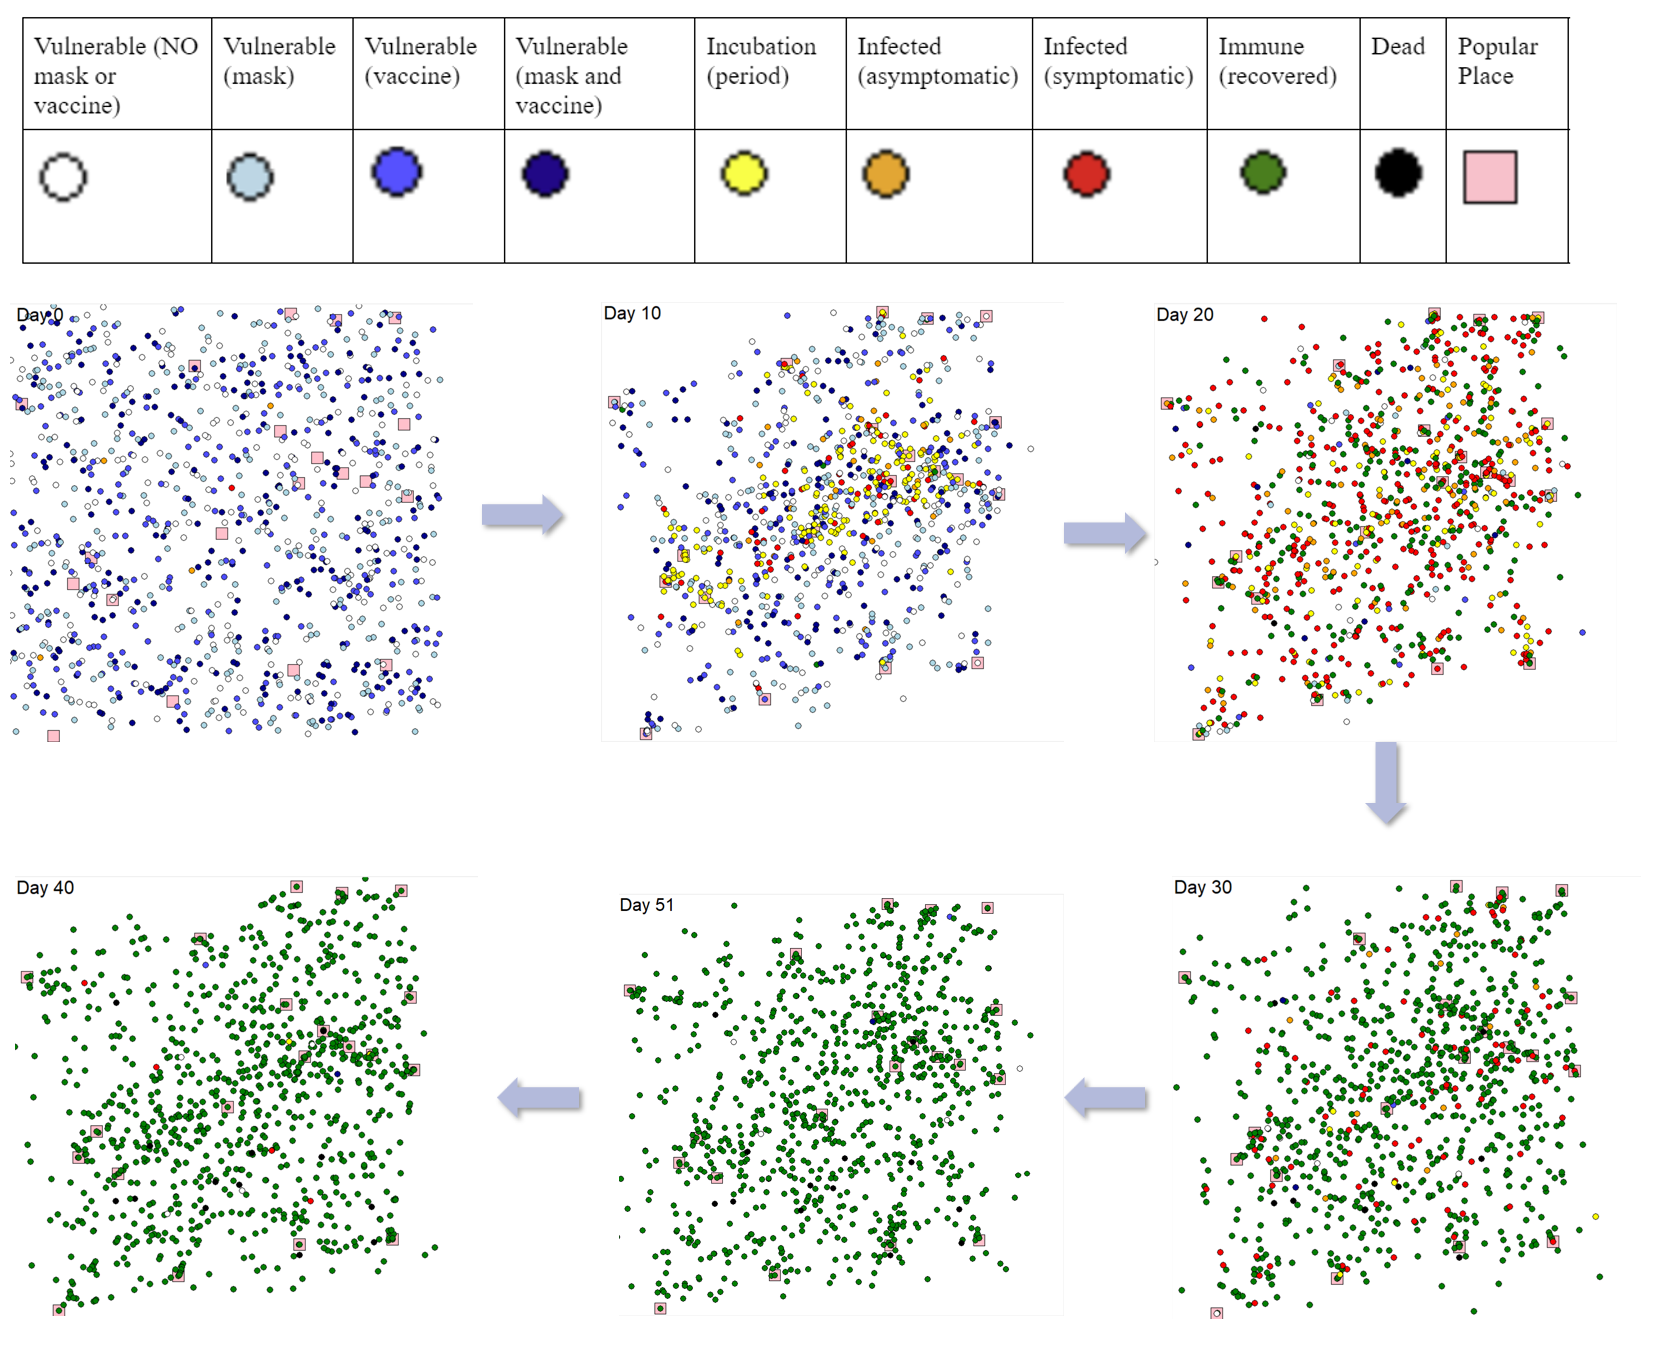 Vulnerable (NO
mask or
vaccine)
Vulnerable
(mask)
Vulnerable
(vaccine)
Vulnerable
(mask and
vaccine)
Incubation
(period)
Infected
(asymptomatic)
Infected
(symptomatic)
Immune
(recovered)
Dead
Popular
Place
Day 0
Day 10
Day 20
Day 40
Day 51
Day 30